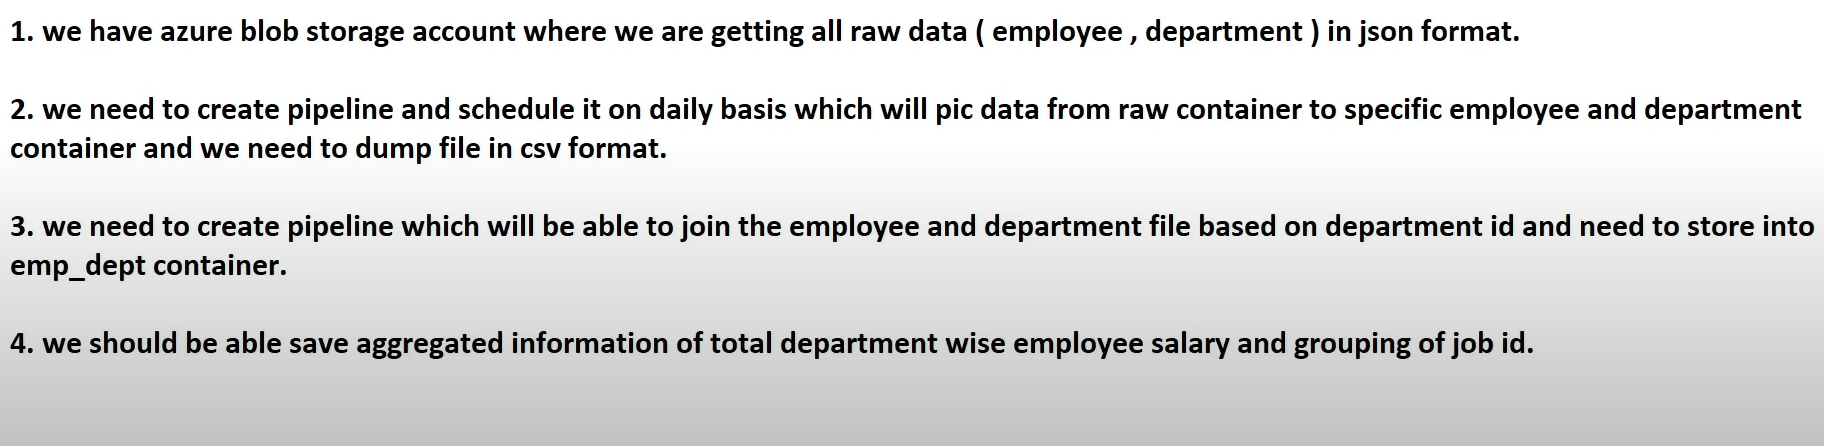 1. we have azure blob storage account where we are getting all raw data ( employee , department ) in json format.
2. we need to create pipeline and schedule it on daily basis which will pic data from raw container to specific employee and department
container and we need to dump file in csv format.
3. we need to create pipeline which will be able to join the employee and department file based on department id and need to store into
emp_dept container.
4. we should be able save aggregated information of total department wise employee salary and grouping of job id.